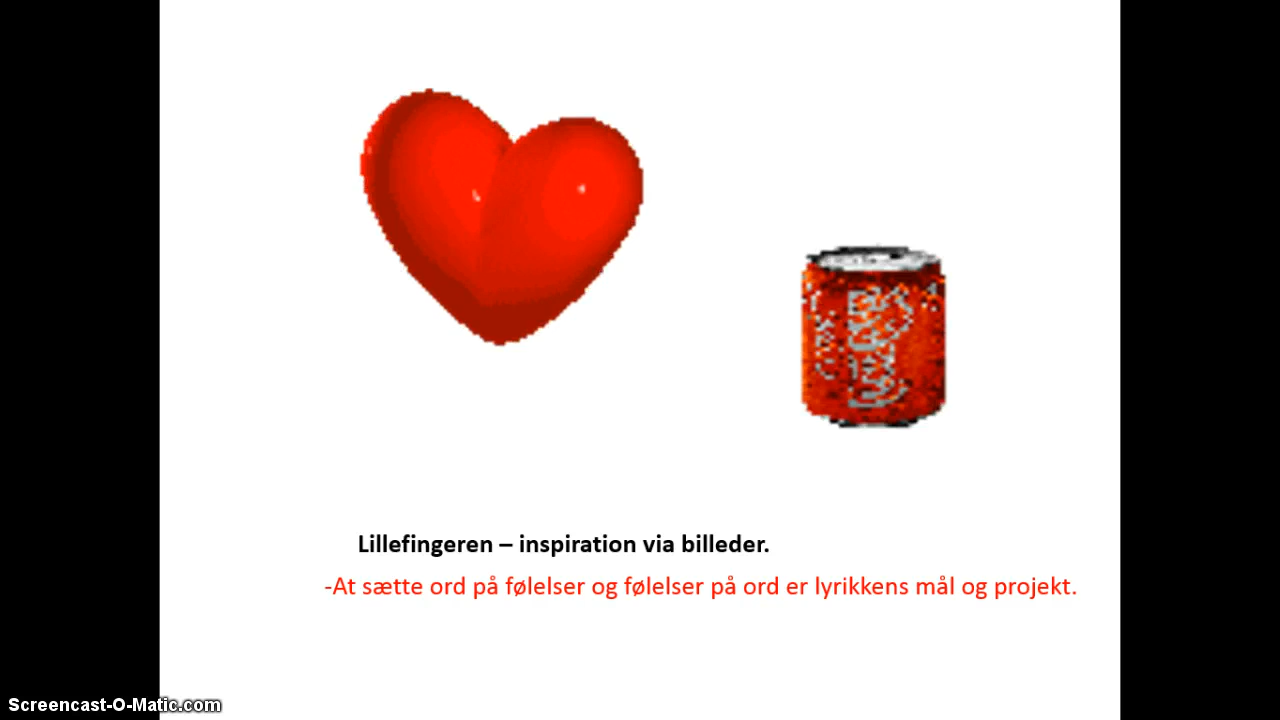 Lillefingeren – inspiration via billeder.
-At sætte ord på følelser og følelser på ord er lyrikkens mål og projekt.
Screencast-O-Matic.com